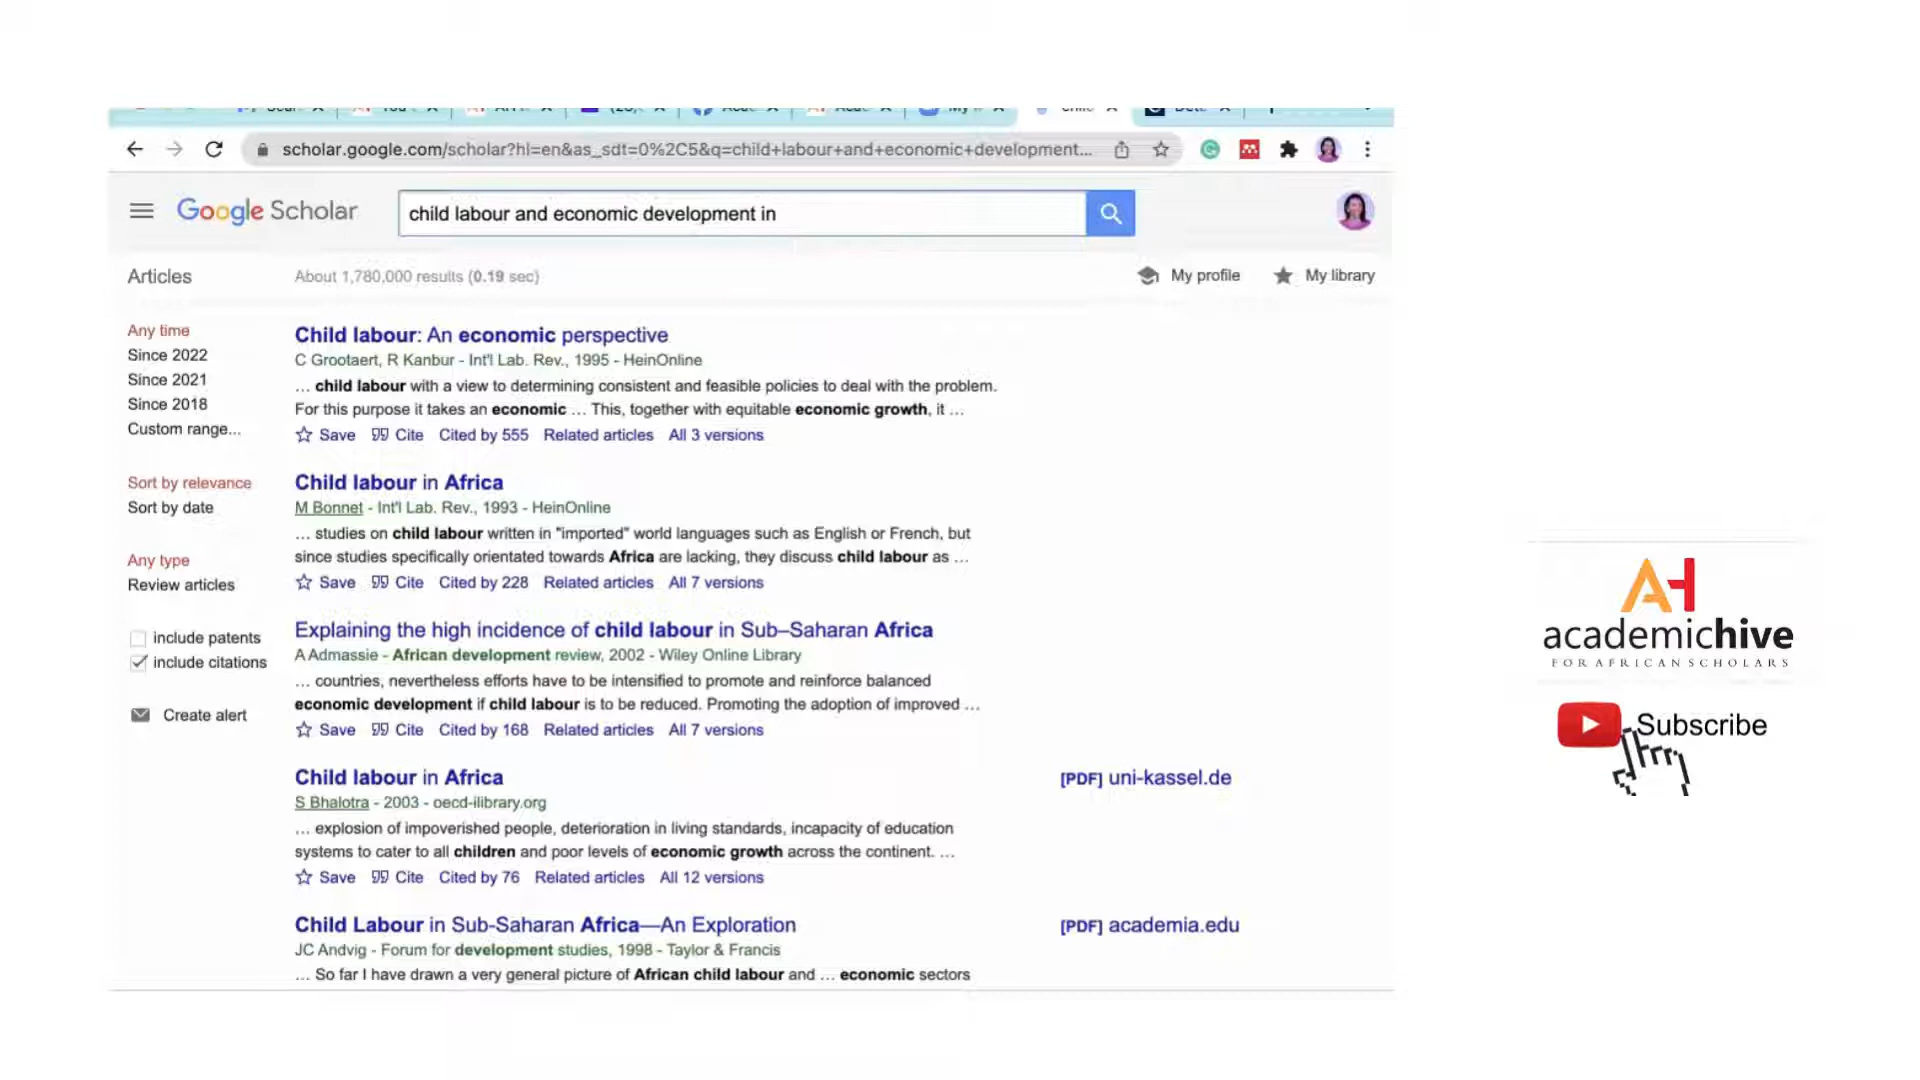 scholar.google.com/scholar?hl=en&as_sdt=0%2C5&q=child+labour+and+economic+development...
Google Scholar
child labour and economic development in
Articles
About 1,780,000 results (0.19 sec)
My profile
My library
Any time
Since 2022
Since 2021
Since 2018
Custom range...
Sort by relevance
Sort by date
Any type
Review articles
include patents
include citations
Create alert
Child labour: An economic perspective
C Grootaert, R Kanbur - Int'l Lab. Rev., 1995 - HeinOnline
... child labour with a view to determining consistent and feasible policies to deal with the problem.
For this purpose it takes an economic ... This, together with equitable economic growth, it ...
Save Cite Cited by 555 Related articles All 3 versions
Child labour in Africa
M Bonnet - Int'l Lab. Rev., 1993 - HeinOnline
... studies on child labour written in "imported" world languages such as English or French, but
since studies specifically orientated towards Africa are lacking, they discuss child labour as ...
Save Cite Cited by 228 Related articles All 7 versions
Explaining the high incidence of child labour in Sub–Saharan Africa
A Admassie - African development review, 2002 - Wiley Online Library
... countries, nevertheless efforts have to be intensified to promote and reinforce balanced
economic development if child labour is to be reduced. Promoting the adoption of improved ...
Save Cite Cited by 168 Related articles All 7 versions
Child labour in Africa
[PDF] uni-kassel.de
S Bhalotra - 2003 - oecd-ilibrary.org
... explosion of impoverished people, deterioration in living standards, incapacity of education
systems to cater to all children and poor levels of economic growth across the continent. ...
Save Cite Cited by 76 Related articles All 12 versions
Child Labour in Sub-Saharan Africa—An Exploration
[PDF] academia.edu
JC Andvig - Forum for development studies, 1998 - Taylor & Francis
... So far I have drawn a very general picture of African child labour and ... economic sectors
AH
academichive
FOR AFRICAN SCHOLARS
Subscribe